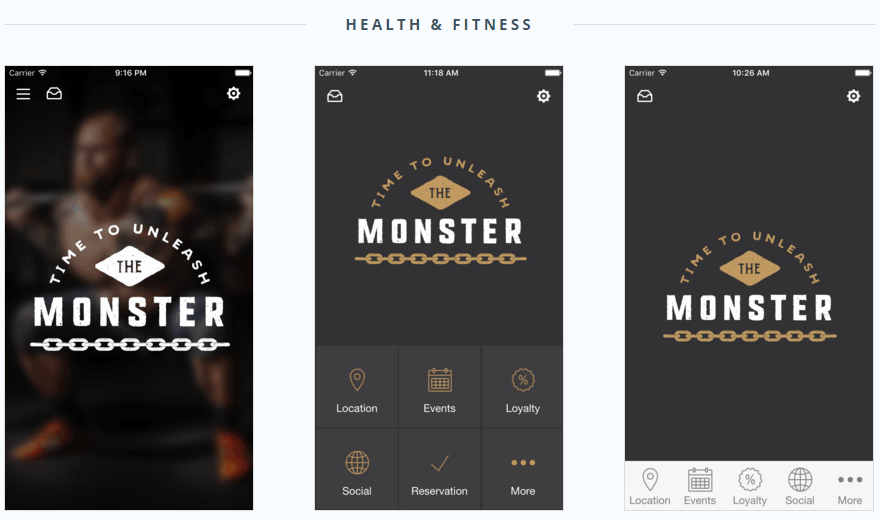 HEALTH & FITNESS
Carrier 9:16 PM
TIME TO UNLEASH
THE
MONSTER
Carrier 11:18 AM
TIME TO UNLEASH
THE
MONSTER
Location Events Loyalty
Social Reservation More
Carrier 10:26 AM
TIME TO UNLEASH
THE
MONSTER
Location Events Loyalty Social More